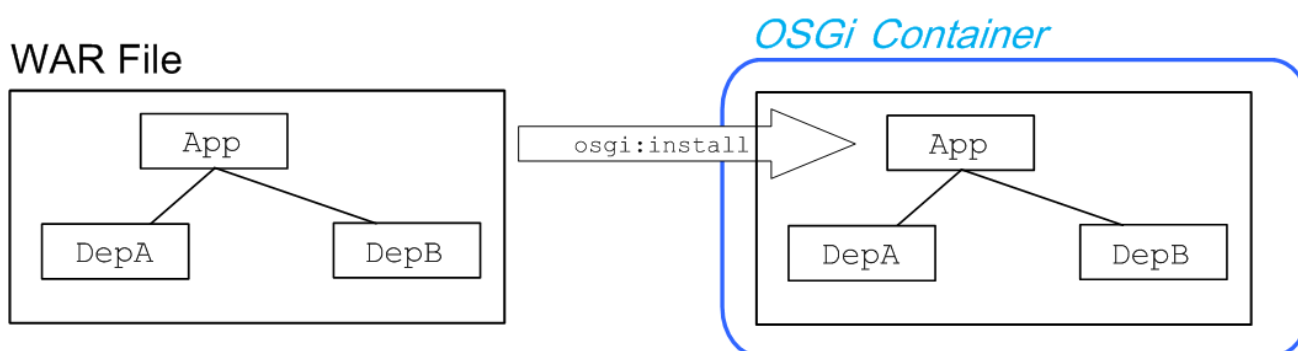 WAR File
App
DepA
DepB
osgi:install
OSGi Container
App
DepA
DepB